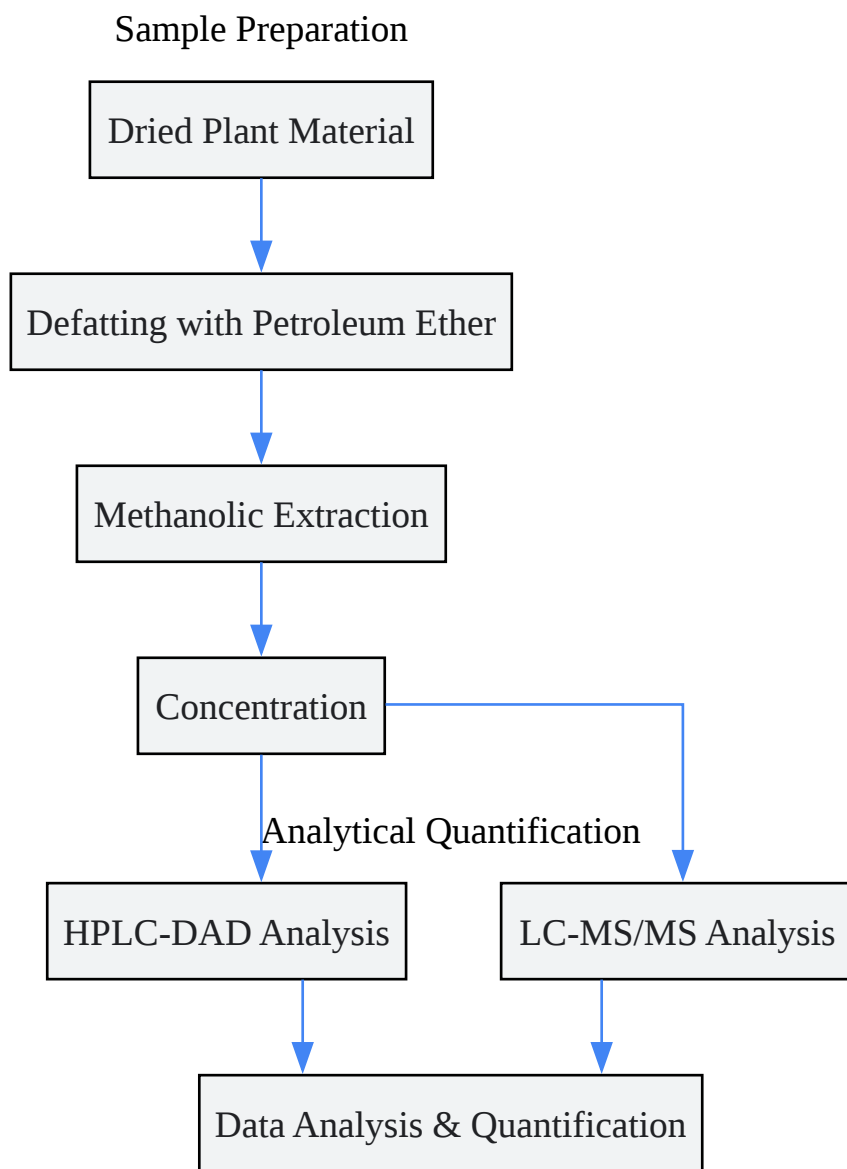 Sample Preparation
Dried Plant Material
Defatting with Petroleum Ether
Methanolic Extraction
Concentration
Analytical Quantification
HPLC-DAD Analysis
LC-MS/MS Analysis
Data Analysis & Quantification